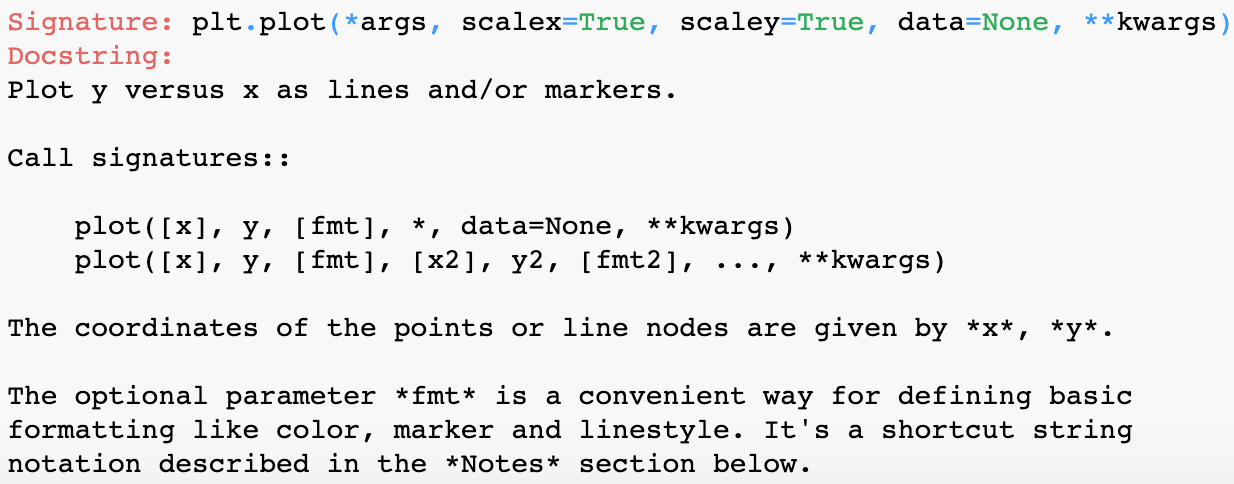 Signature: plt.plot(*args, scalex=True, scaley=True, data=None, **kwargs)
Docstring:
Plot y versus x as lines and/or markers.
Call signatures::
    plot([x], y, [fmt], *, data=None, **kwargs)
    plot([x], y, [fmt], [x2], y2, [fmt2], ..., **kwargs)
The coordinates of the points or line nodes are given by *x*, *y*.
The optional parameter *fmt* is a convenient way for defining basic
formatting like color, marker and linestyle. It's a shortcut string
notation described in the *Notes* section below.